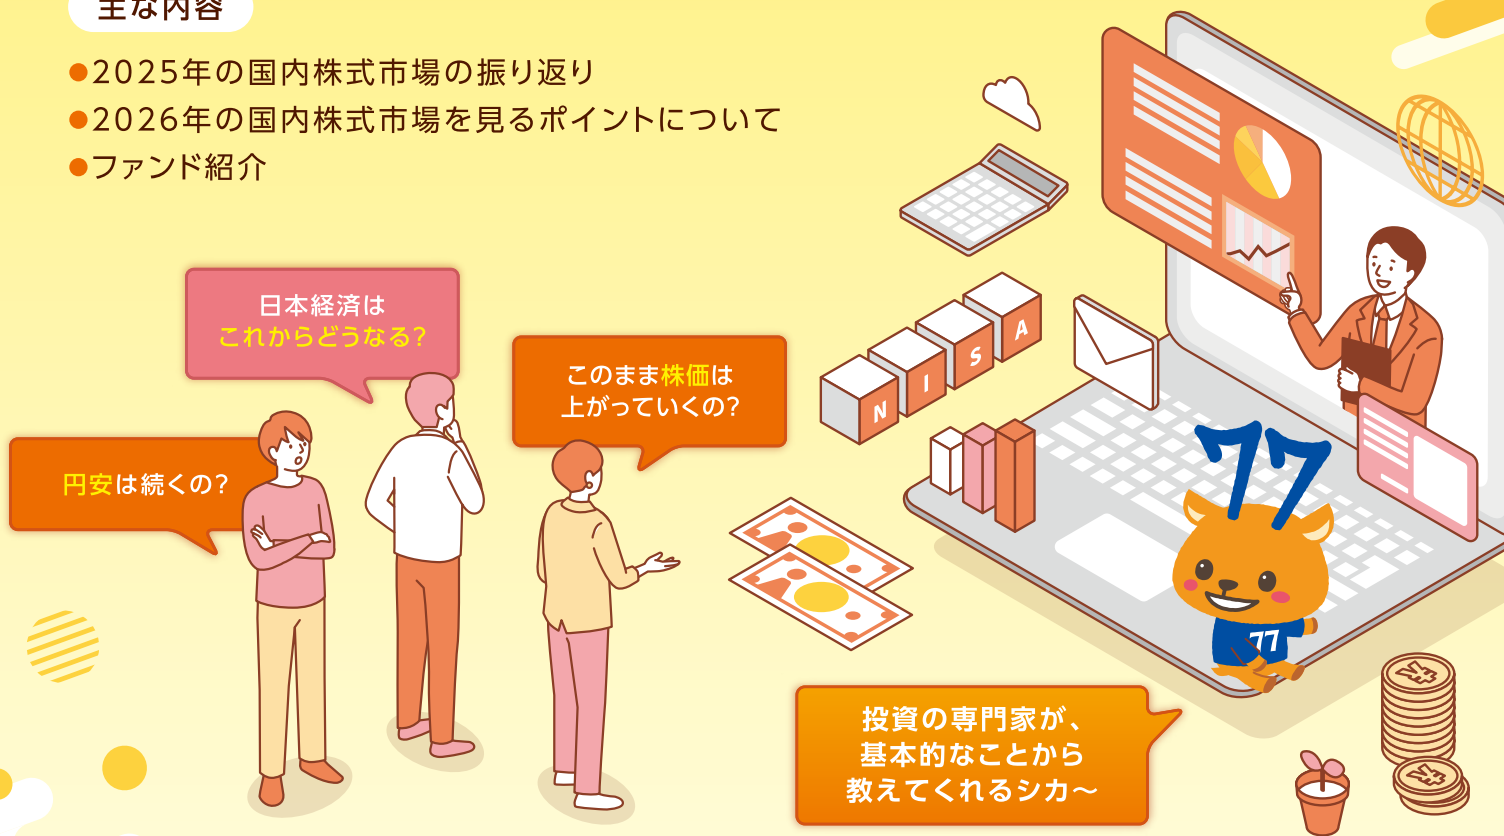 主な内容
●2025年の国内株式市場の振り返り
●2026年の国内株式市場を見るポイントについて
●ファンド紹介
日本経済は
これからどうなる?
このまま株価は
上がっていくの?
円安は続くの?
NISA
77
77
投資の専門家が、
基本的なことから
教えてくれるシカ〜
¥
¥